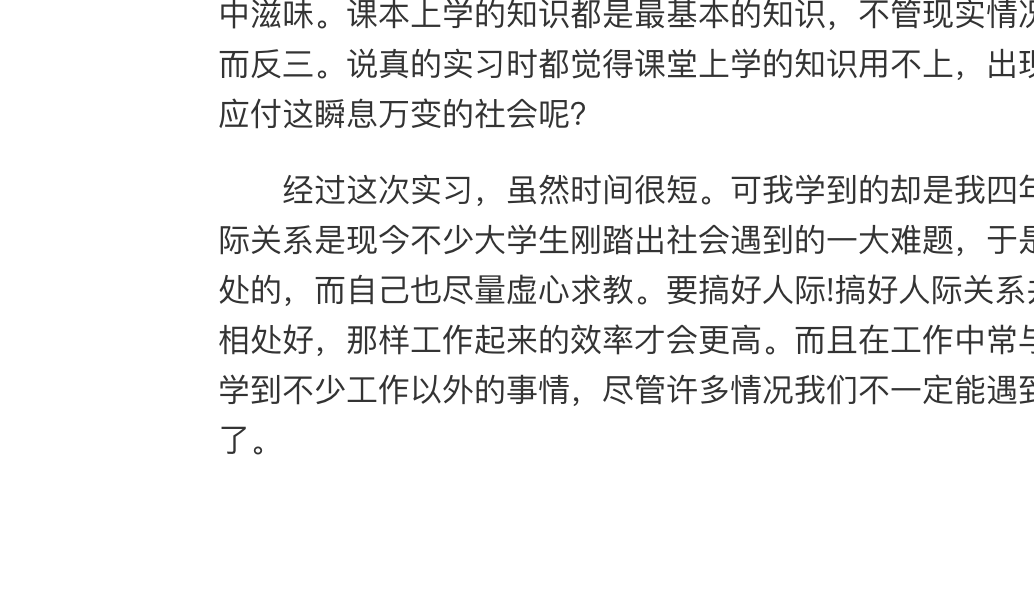 中滋味。课本上学的知识都是最基本的知识，不管现实情况
而反三。说真的实习时都觉得课堂上学的知识用不上，出现
应付这瞬息万变的社会呢?
经过这次实习，虽然时间很短。可我学到的却是我四年
际关系是现今不少大学生刚踏出社会遇到的一大难题，于是
处的，而自己也尽量虚心求教。要搞好人际!搞好人际关系
相处好，那样工作起来的效率才会更高。而且在工作中常与
学到不少工作以外的事情，尽管许多情况我们不一定能遇到
了。